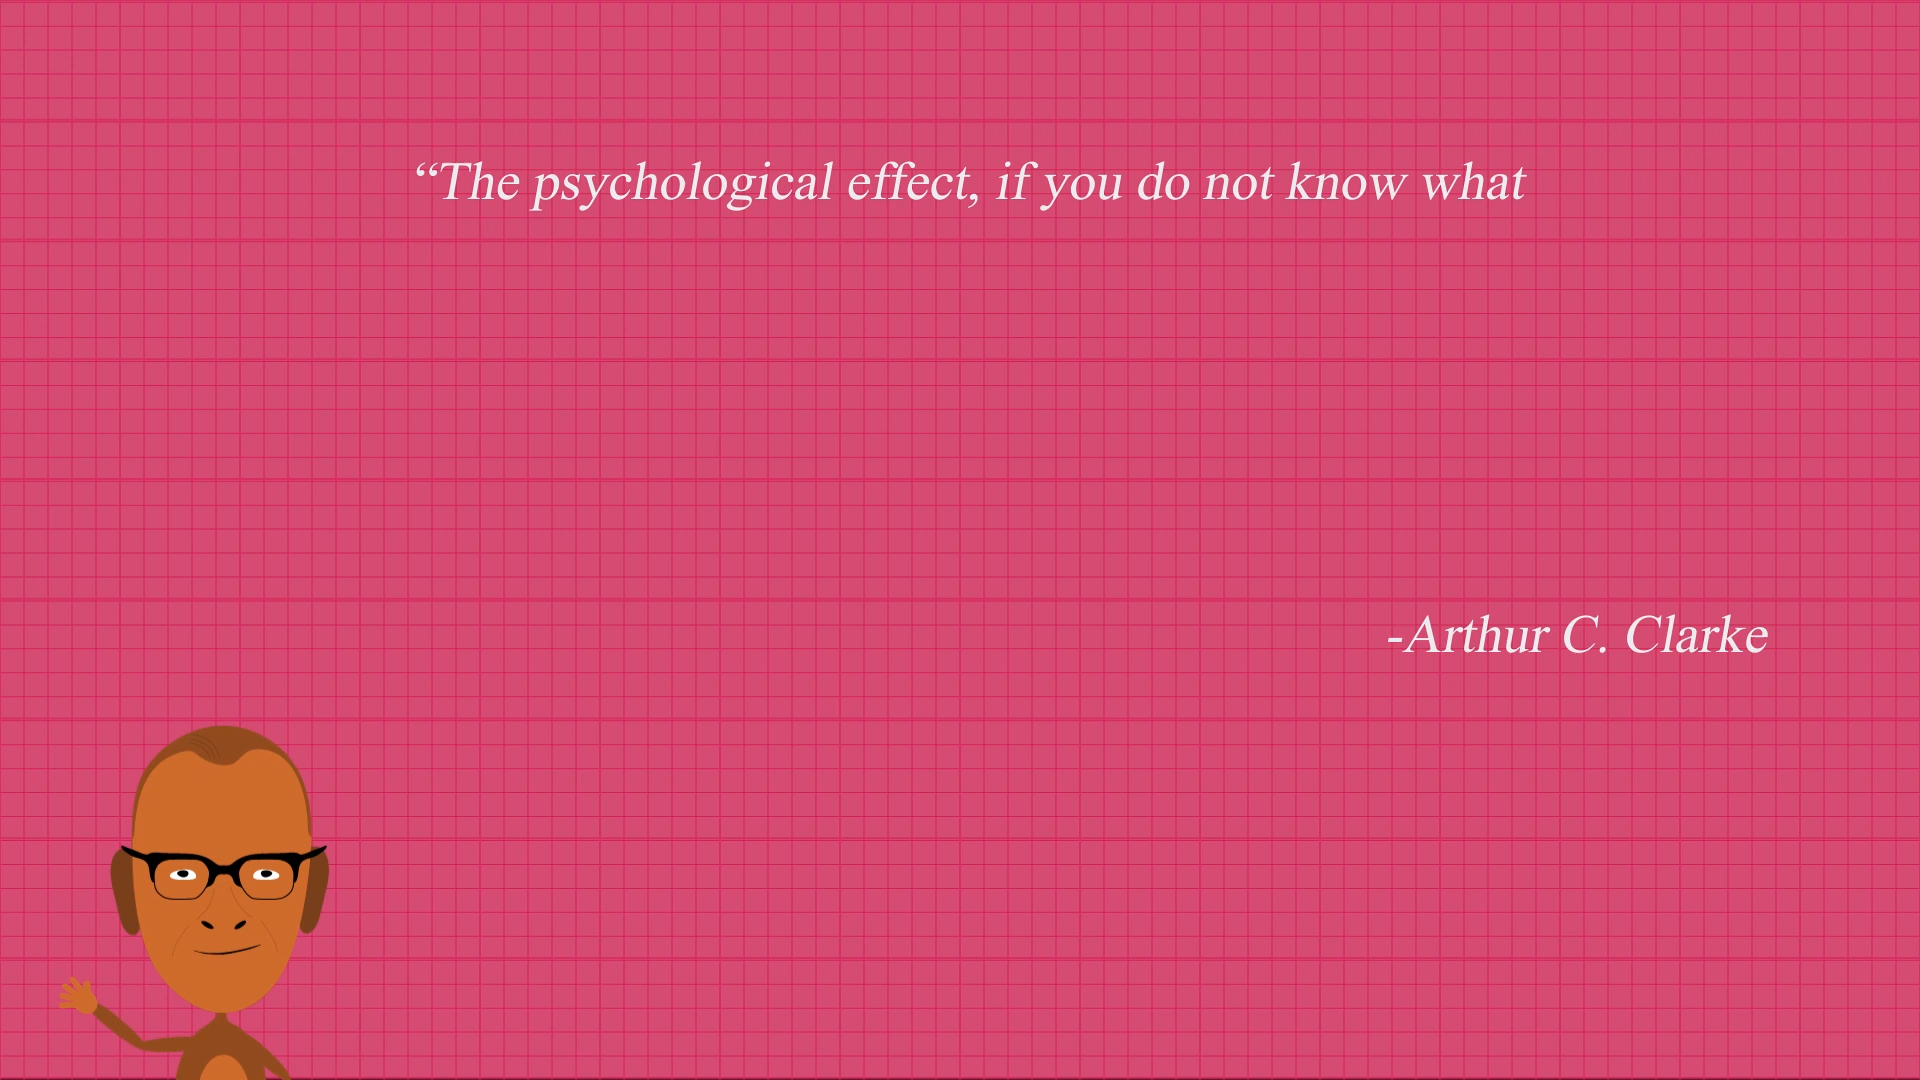 “The psychological effect, if you do not know what
-Arthur C. Clarke